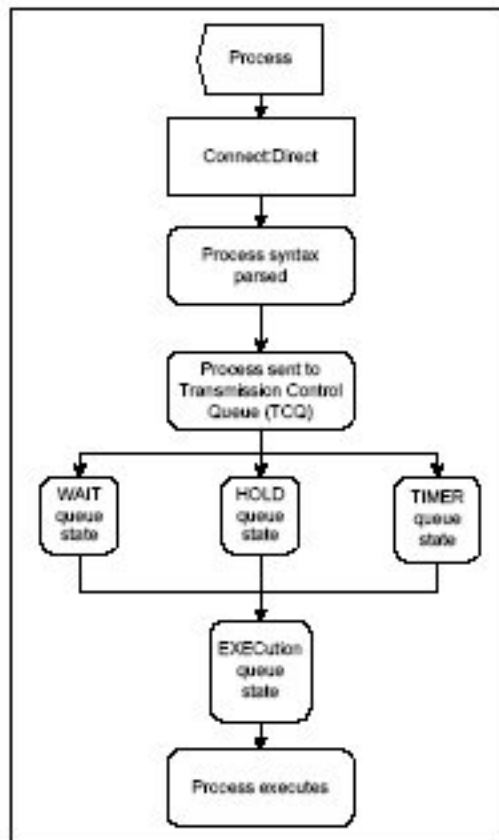 Process
Connect:Direct
Process syntax
parsed
Process sent to
Transmission Control
Queue (TCQ)
WAIT
queue
state
HOLD
queue
state
TIMER
queue
state
EXECution
queue
state
Process executes